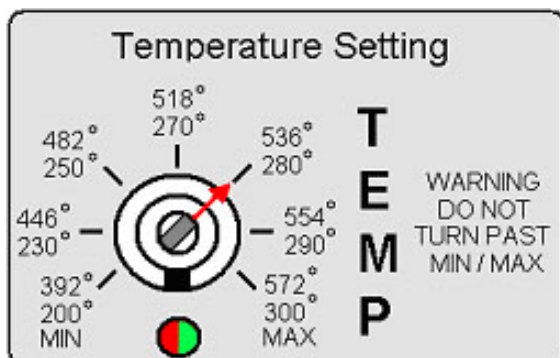 Temperature Setting
518°
270°
482°
250°
536°
280°
446°
230°
554°
290°
392°
200°
MIN
572°
300°
MAX
T
E
M
P
WARNING
DO NOT
TURN PAST
MIN / MAX